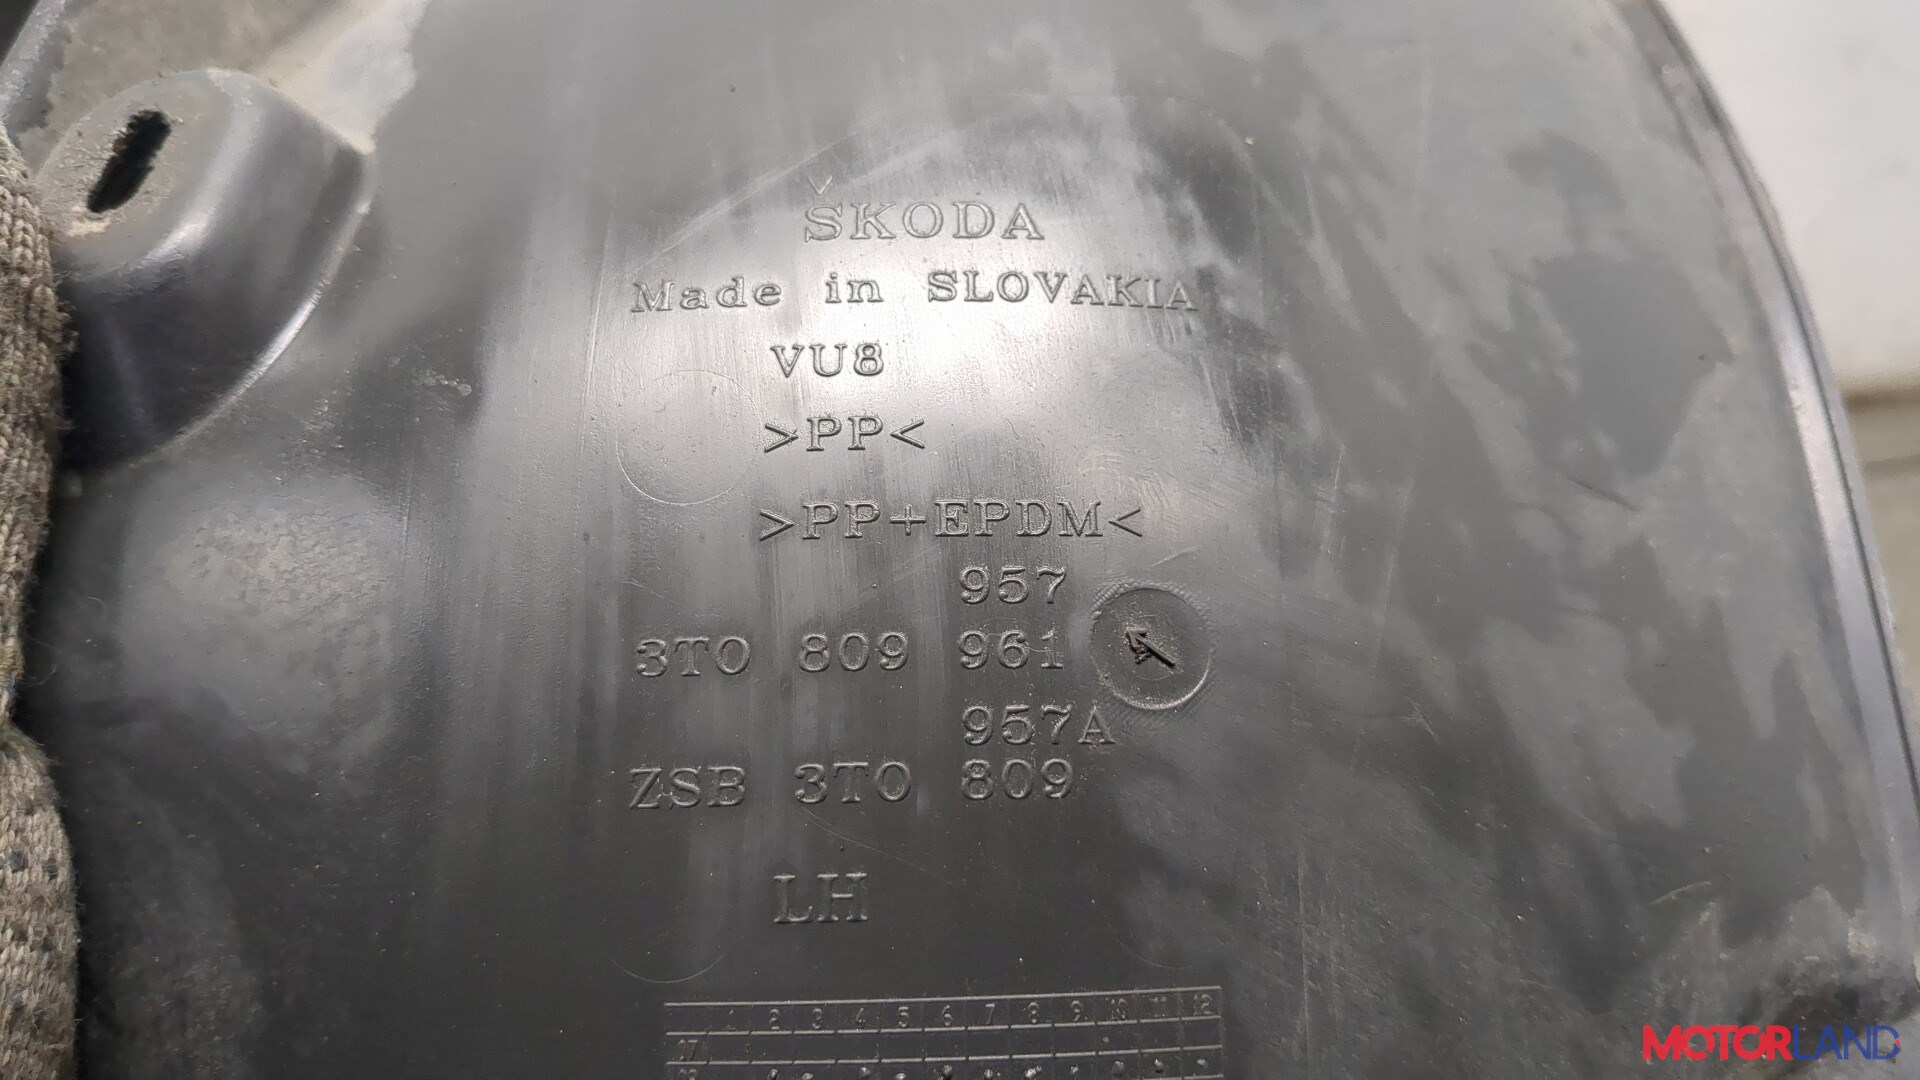 ŠKODA
Made in SLOVAKIA
VU8
>PP<
>PP+EPDM<
957
3T0 809 961
957A
ZSB 3T0 809
LH
1 2 3 4 5 6 7 8 9 10 11 12
17
MOTORLAND